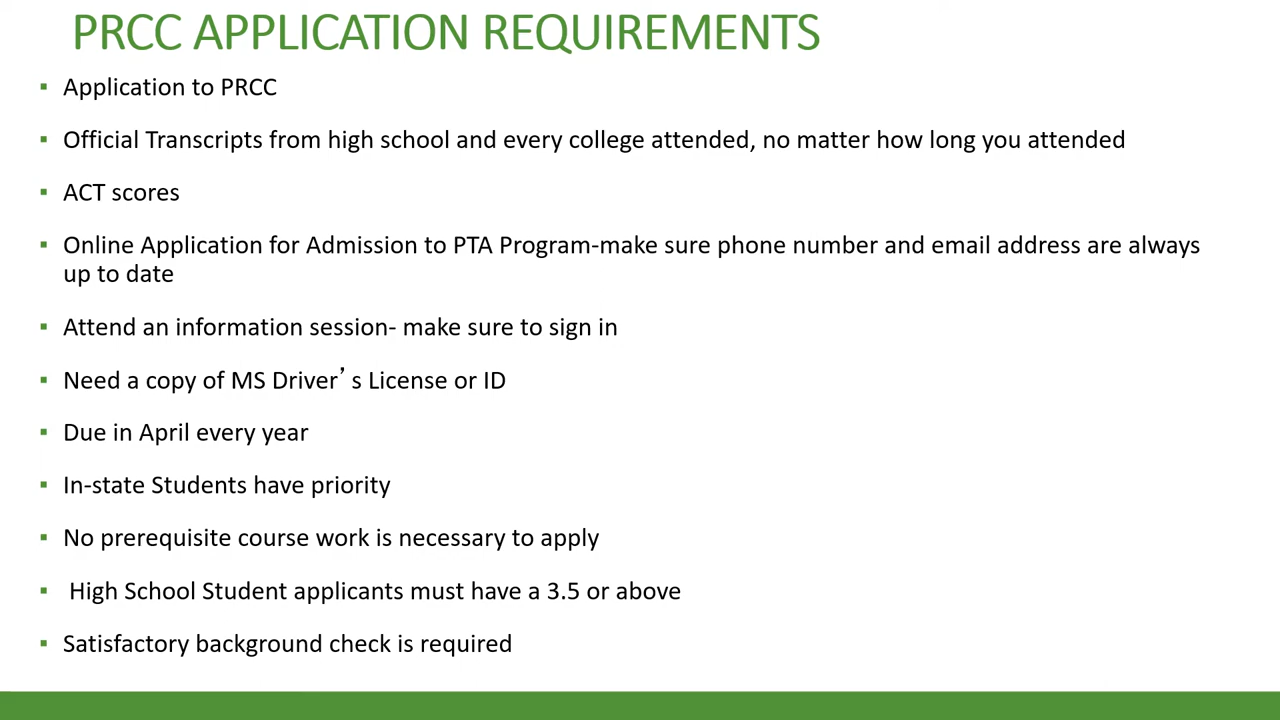 PRCC APPLICATION REQUIREMENTS
▪ Application to PRCC
▪ Official Transcripts from high school and every college attended, no matter how long you attended
▪ ACT scores
▪ Online Application for Admission to PTA Program-make sure phone number and email address are always
up to date
▪ Attend an information session- make sure to sign in
▪ Need a copy of MS Driver’s License or ID
▪ Due in April every year
▪ In-state Students have priority
▪ No prerequisite course work is necessary to apply
▪ High School Student applicants must have a 3.5 or above
▪ Satisfactory background check is required